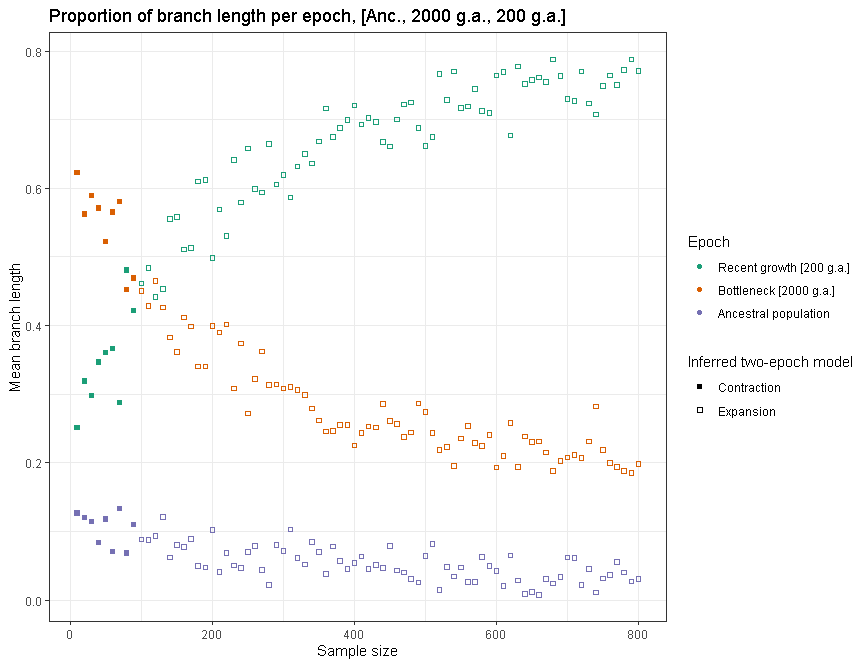 Proportion of branch length per epoch, [Anc., 2000 g.a., 200 g.a.]
Mean branch length
0.8
0.6
0.4
0.2
0.0
0
200
400
600
800
Sample size
Epoch
Recent growth [200 g.a.]
Bottleneck [2000 g.a.]
Ancestral population
Inferred two-epoch model
Contraction
Expansion